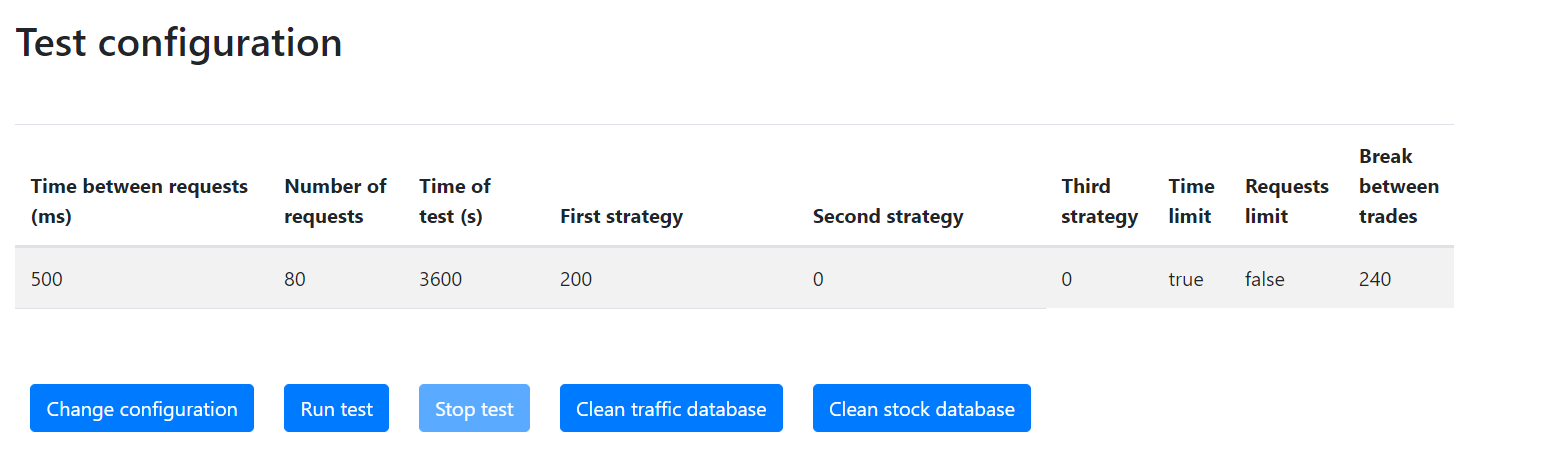 Test configuration
Time between requests (ms)
Number of requests
Time of test (s)
First strategy
Second strategy
Third strategy
Time limit
Requests limit
Break between trades
500 80 3600 200 0 0 true false 240
Change configuration Run test Stop test Clean traffic database Clean stock database